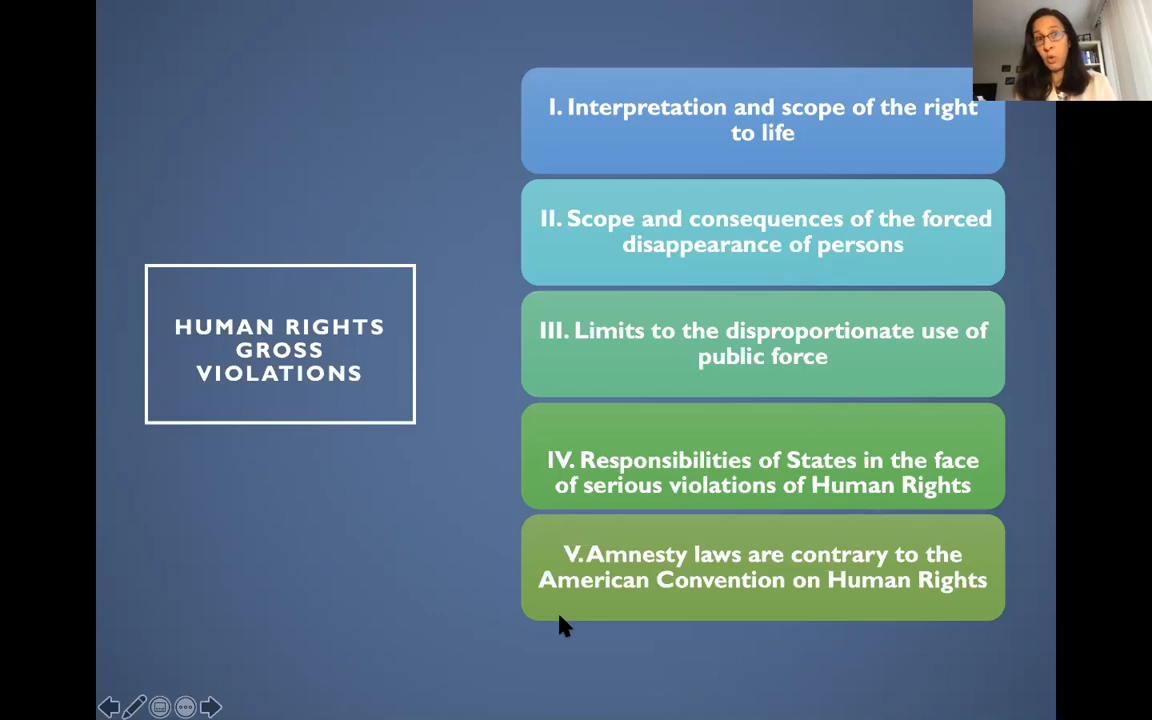 HUMAN RIGHTS
GROSS
VIOLATIONS
I. Interpretation and scope of the right
to life
II. Scope and consequences of the forced
disappearance of persons
III. Limits to the disproportionate use of
public force
IV. Responsibilities of States in the face
of serious violations of Human Rights
V. Amnesty laws are contrary to the
American Convention on Human Rights